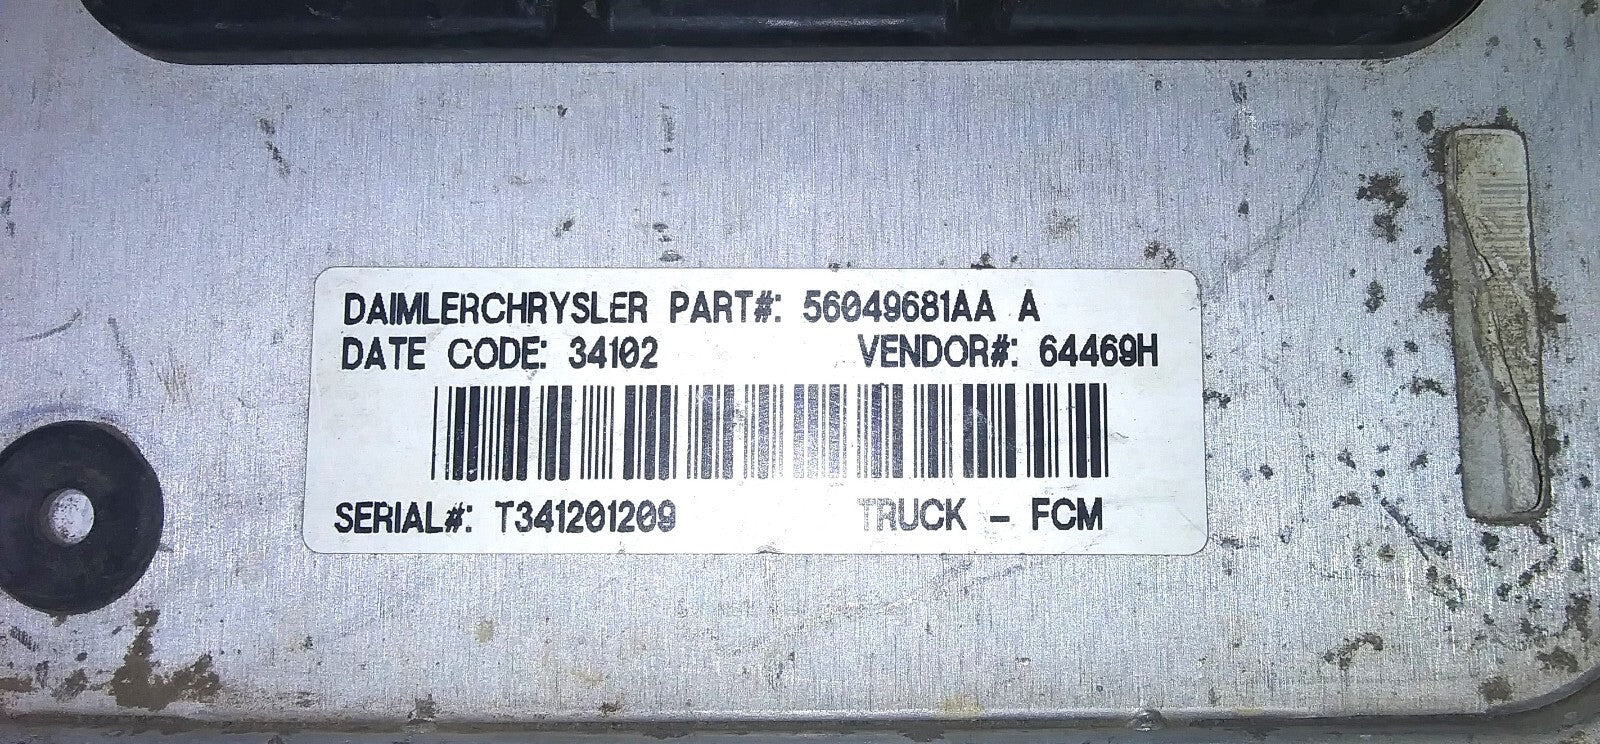 DAIMLERCHRYSLER PART#: 56049681AA A
DATE CODE: 34102 VENDOR#: 64469H
SERIAL#: T341201209 TRUCK - FCM